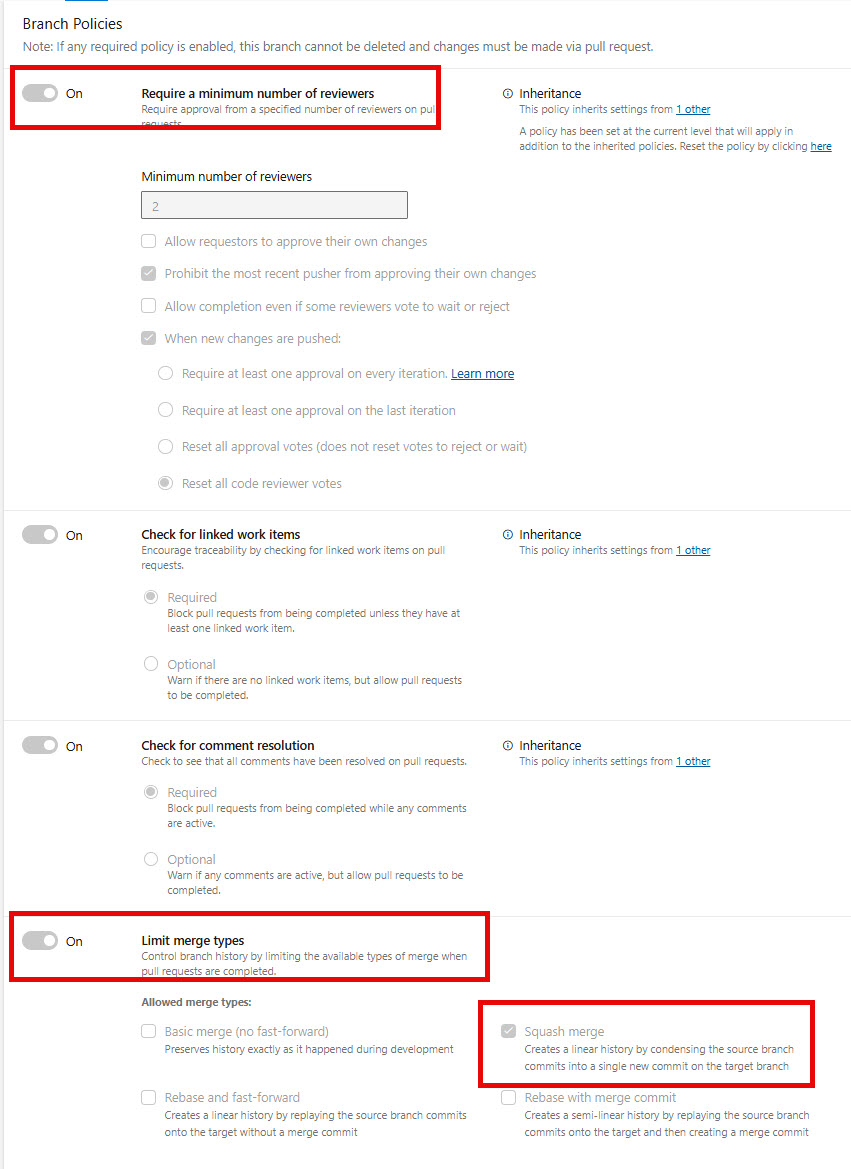 Branch Policies
Note: If any required policy is enabled, this branch cannot be deleted and changes must be made via pull request.
On
Require a minimum number of reviewers
Require approval from a specified number of reviewers on pull
requests.
Inheritance
This policy inherits settings from 1 other
A policy has been set at the current level that will apply in
addition to the inherited policies. Reset the policy by clicking here
Minimum number of reviewers
2
Allow requestors to approve their own changes
Prohibit the most recent pusher from approving their own changes
Allow completion even if some reviewers vote to wait or reject
When new changes are pushed:
Require at least one approval on every iteration. Learn more
Require at least one approval on the last iteration
Reset all approval votes (does not reset votes to reject or wait)
Reset all code reviewer votes
On
Check for linked work items
Encourage traceability by checking for linked work items on pull
requests.
Inheritance
This policy inherits settings from 1 other
Required
Block pull requests from being completed unless they have at
least one linked work item.
Optional
Warn if there are no linked work items, but allow pull requests
to be completed.
On
Check for comment resolution
Check to see that all comments have been resolved on pull requests.
Inheritance
This policy inherits settings from 1 other
Required
Block pull requests from being completed while any comments
are active.
Optional
Warn if any comments are active, but allow pull requests to be
completed.
On
Limit merge types
Control branch history by limiting the available types of merge when
pull requests are completed.
Allowed merge types:
Basic merge (no fast-forward)
Preserves history exactly as it happened during development
Squash merge
Creates a linear history by condensing the source branch
commits into a single new commit on the target branch
Rebase and fast-forward
Creates a linear history by replaying the source branch commits
onto the target without a merge commit
Rebase with merge commit
Creates a semi-linear history by replaying the source branch
commits onto the target and then creating a merge commit